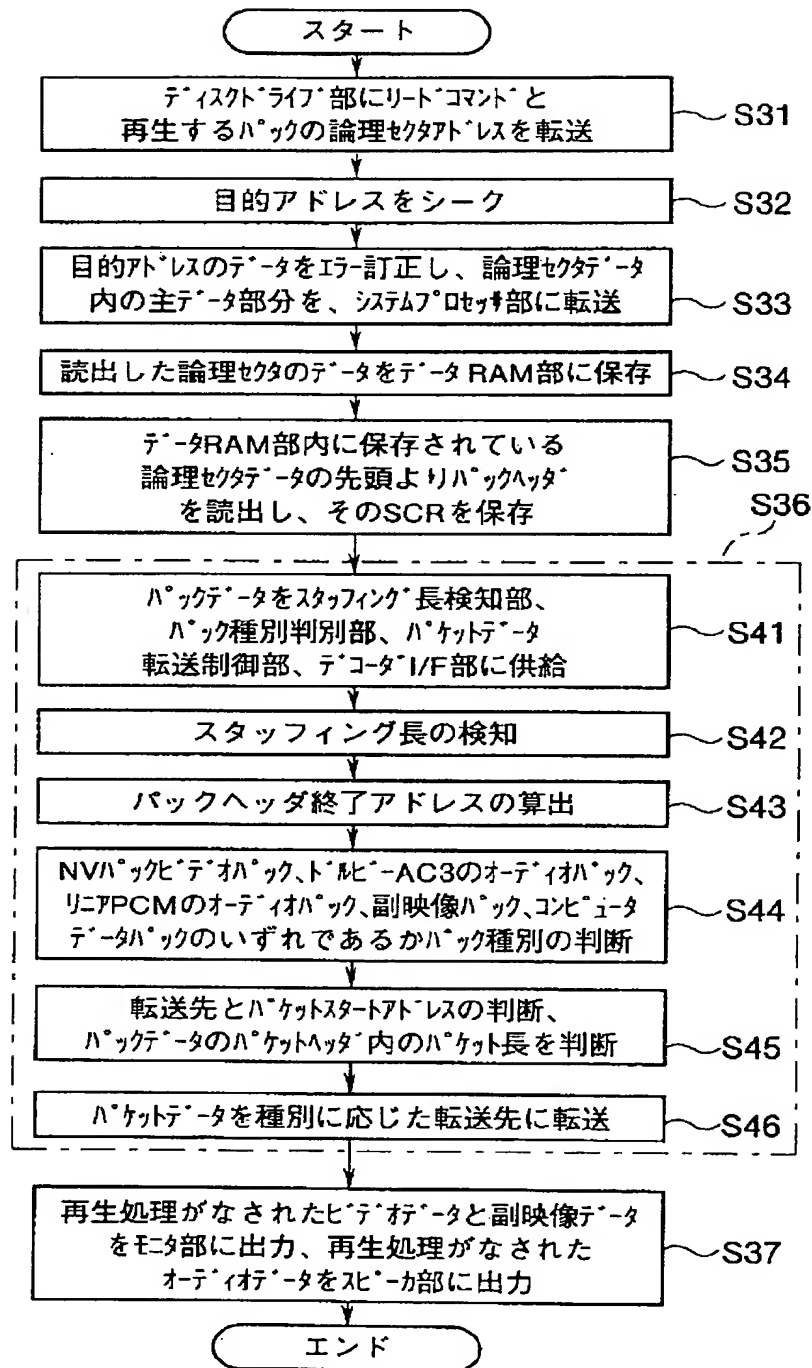 スタート
ﾃﾞｨｽｸﾄﾞﾗｲﾌﾞ部にﾘｰﾄﾞｺﾏﾝﾄﾞと
再生するﾊﾟｯｸの論理ｾｸﾀｱﾄﾞﾚｽを転送
S31
目的アドレスをシーク
S32
目的ｱﾄﾞﾚｽのデータをｴﾗｰ訂正し、論理ｾｸﾀデータ
内の主データ部分を、ｼｽﾃﾑﾌﾟﾛｾｯｻ部に転送
S33
読出した論理ｾｸﾀのデータをデータRAM部に保存
S34
ﾃﾞｰﾀRAM部内に保存されている
論理ｾｸﾀデータの先頭よりﾊﾟｯｸﾍｯﾀﾞ
を読出し、そのSCRを保存
S35
S36
ﾊﾟｯｸデータをｽﾀｯﾌｨﾝｸﾞ長検知部、
ﾊﾟｯｸ種別判別部、ﾊﾟｹｯﾄデータ
転送制御部、ﾃﾞｺｰﾀﾞI/F部に供給
S41
スタッフィング長の検知
S42
パックヘッダ終了アドレスの算出
S43
NVﾊﾟｯｸﾋﾞﾃﾞｵﾊﾟｯｸ､ﾄﾞﾙﾋﾞｰAC3のオーディオﾊﾟｯｸ､
ﾘﾆｱPCMのオーディオﾊﾟｯｸ､副映像ﾊﾟｯｸ､ｺﾝﾋﾟｭｰﾀ
データﾊﾟｯｸのいずれであるかﾊﾟｯｸ種別の判断
S44
転送先とﾊﾟｹｯﾄｽﾀｰﾄｱﾄﾞﾚｽの判断、
ﾊﾟｯｸﾃﾞｰﾀのﾊﾟｹｯﾄﾍｯﾀﾞ内のﾊﾟｹｯﾄ長を判断
S45
ﾊﾟｹｯﾄﾃﾞｰﾀを種別に応じた転送先に転送
S46
再生処理がなされたﾋﾞﾃﾞｵﾃﾞｰﾀと副映像データ
をﾓﾆﾀ部に出力、再生処理がなされた
ｵｰﾃﾞｨｵﾃﾞｰﾀをｽﾋﾟｰｶ部に出力
S37
エンド